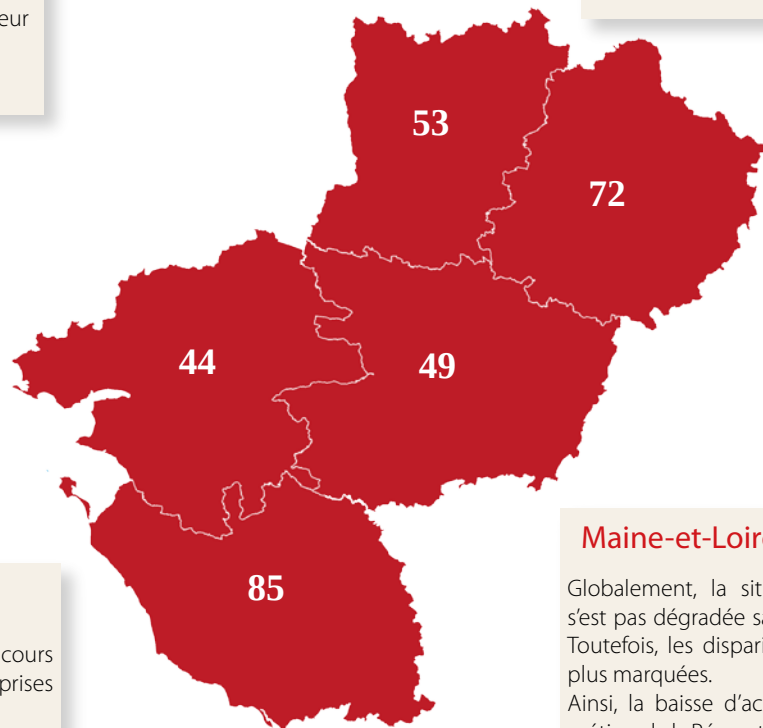 eur
53
72
44
49
85
cours
prises
Maine-et-Loire
Globalement, la sit
s'est pas dégradée sa
Toutefois, les dispari
plus marquées.
Ainsi, la baisse d'ac